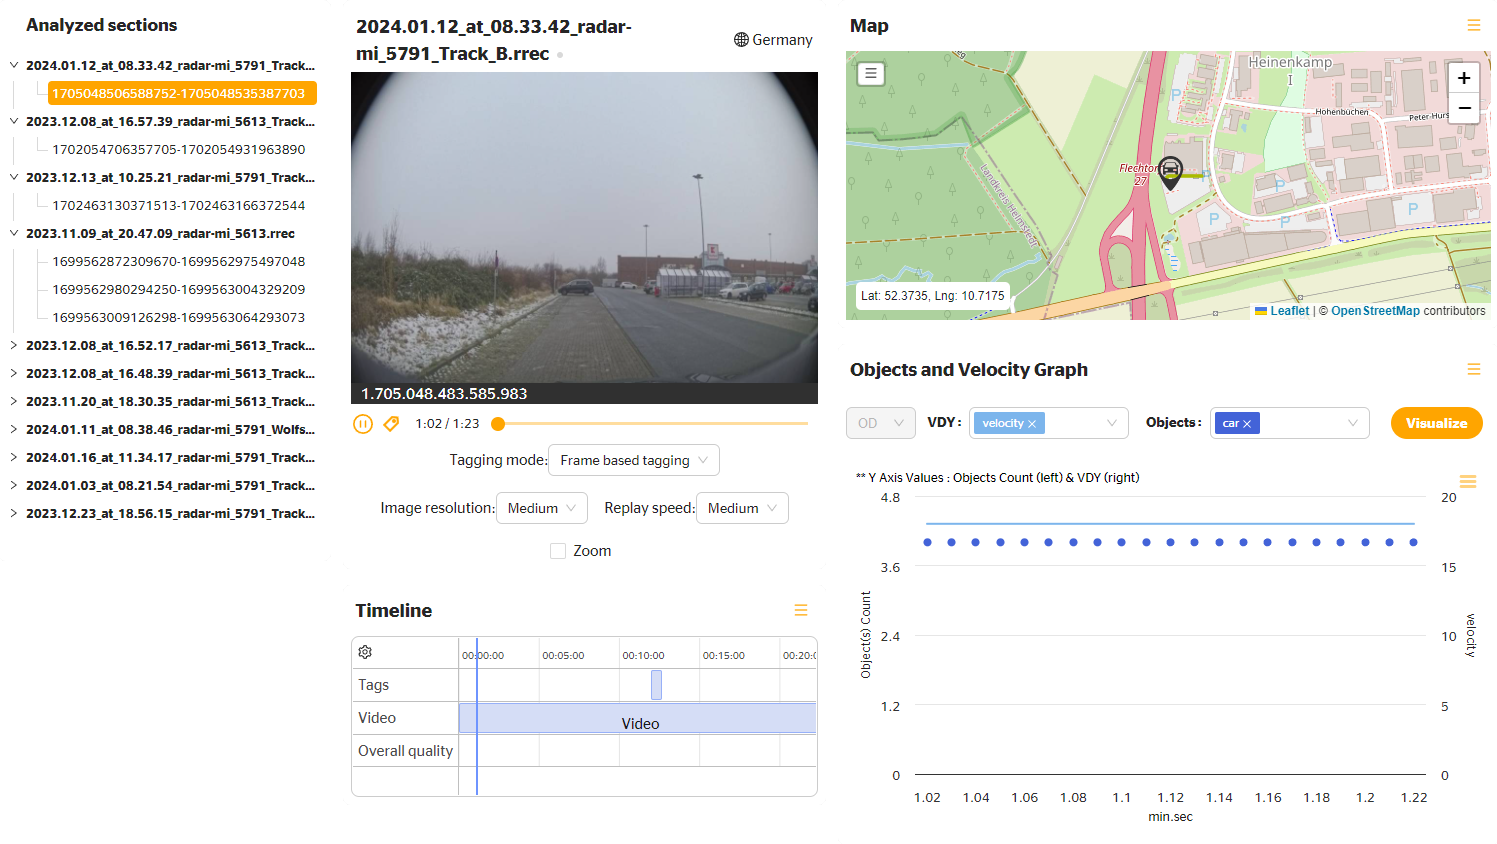 Analyzed sections
2024.01.12_at_08.33.42_radar-mi_5791_Track...
1705048506588752-1705048535387703
2023.12.08_at_16.57.39_radar-mi_5613_Track...
1702054706357705-1702054931963890
2023.12.13_at_10.25.21_radar-mi_5791_Track...
1702463130371513-1702463166372544
2023.11.09_at_20.47.09_radar-mi_5613.rrec
1699562872309670-1699562975497048
1699562980294250-1699563004329209
1699563009126298-1699563064293073
2023.12.08_at_16.52.17_radar-mi_5613_Track...
2023.12.08_at_16.48.39_radar-mi_5613_Track...
2023.11.20_at_18.30.35_radar-mi_5613_Track...
2024.01.11_at_08.38.46_radar-mi_5791_Wolfs...
2024.01.16_at_11.34.17_radar-mi_5791_Track...
2024.01.03_at_08.21.54_radar-mi_5791_Track...
2023.12.23_at_18.56.15_radar-mi_5791_Track...
2024.01.12_at_08.33.42_radar-
mi_5791_Track_B.rrec
Germany
1.705.048.483.585.983
1:02 / 1:23
Tagging mode: Frame based tagging
Image resolution: Medium Replay speed: Medium
Zoom
Timeline
00:00:00 00:05:00 00:10:00 00:15:00 00:20:0
Tags
Video Video
Overall quality
Map
Heinenkamp
I
Hohenbüchen
Peter-Hurs
P
Flechtor
27
P
P
P
P
P
Landkreis Helmstedt
+
−
Lat: 52.3735, Lng: 10.7175
Leaflet | © OpenStreetMap contributors
Objects and Velocity Graph
OD VDY: velocity × Objects: car × Visualize
** Y Axis Values : Objects Count (left) & VDY (right)
4.8 20
3.6 15
2.4 10
1.2 5
0 0
Object(s) Count
velocity
1.02 1.04 1.06 1.08 1.1 1.12 1.14 1.16 1.18 1.2 1.22
min.sec